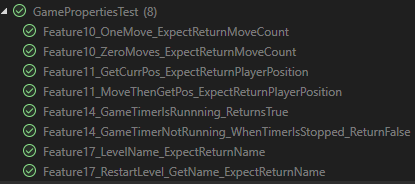 GamePropertiesTest (8)
Feature10_OneMove_ExpectReturnMoveCount
Feature10_ZeroMoves_ExpectReturnMoveCount
Feature11_GetCurrPos_ExpectReturnPlayerPosition
Feature11_MoveThenGetPos_ExpectReturnPlayerPosition
Feature14_GameTimerIsRunnning_ReturnsTrue
Feature14_GameTimerNotRunning_WhenTimerIsStopped_ReturnFalse
Feature17_LevelName_ExpectReturnName
Feature17_RestartLevel_GetName_ExpectReturnName